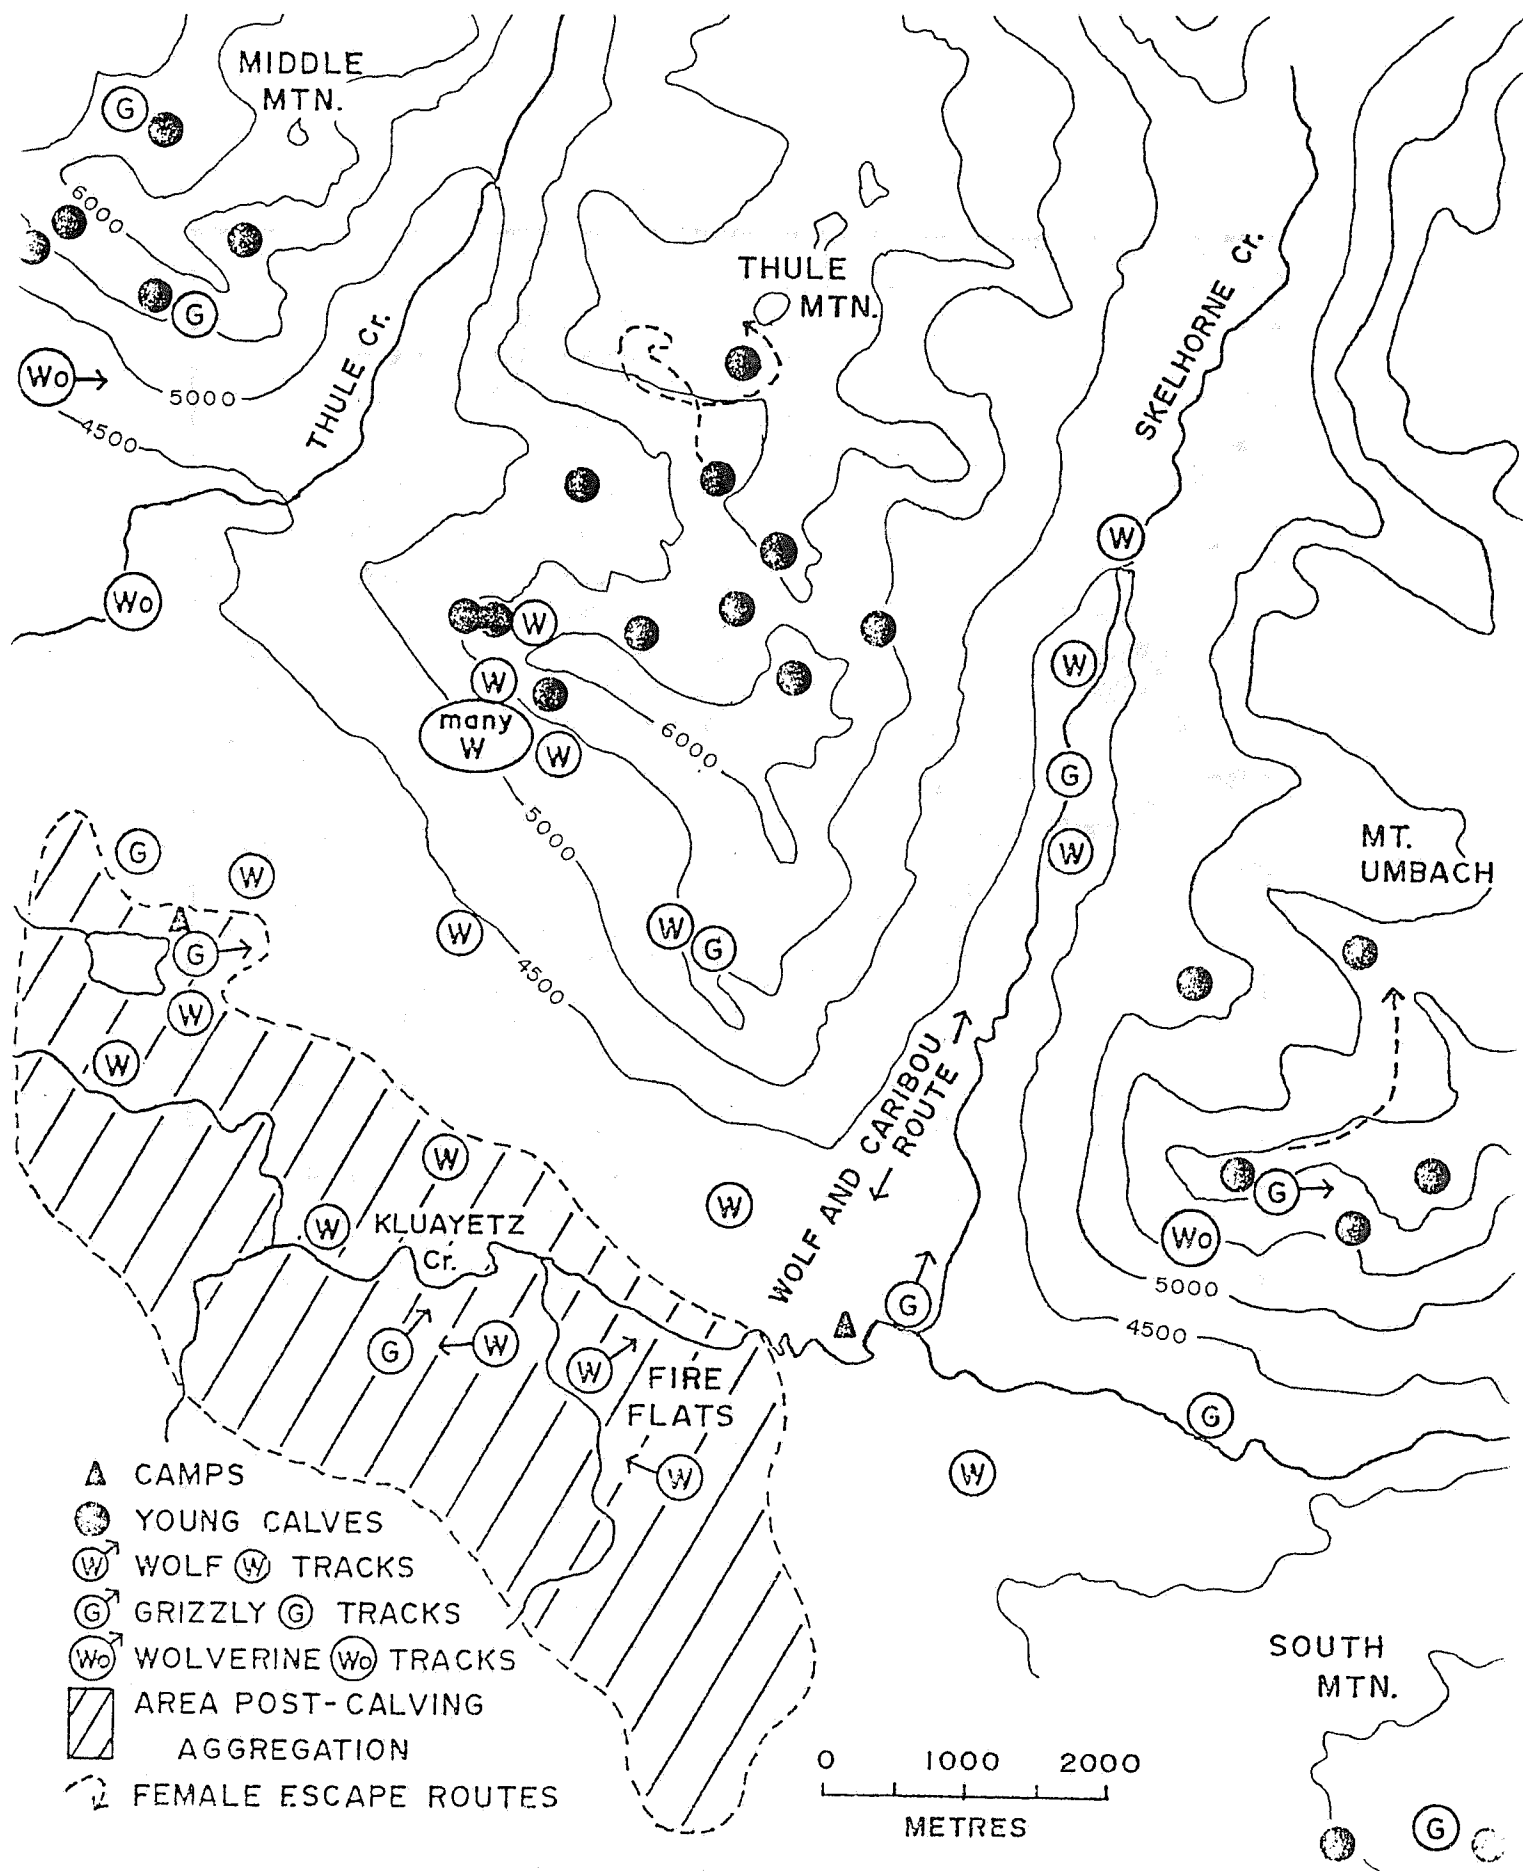 MIDDLE
MTN.
G
6000
G
THULE
MTN.
SKELHORNE Cr.
THULE Cr.
Wo
5000
4500
W
Wo
W
W
W
many
W
W
6000
G
W
5000
MT.
UMBACH
G
W
W
W
G
G
4500
W
W
WOLF AND CARIBOU
ROUTE
W
W
W
G
KLUAYETZ
Cr.
W
Wo
5000
G
4500
G
W
W
FIRE
FLATS
G
W
W
CAMPS
YOUNG CALVES
W WOLF W TRACKS
G GRIZZLY G TRACKS
Wo WOLVERINE Wo TRACKS
AREA POST-CALVING
AGGREGATION
FEMALE ESCAPE ROUTES
SOUTH
MTN.
0 1000 2000
METRES
G